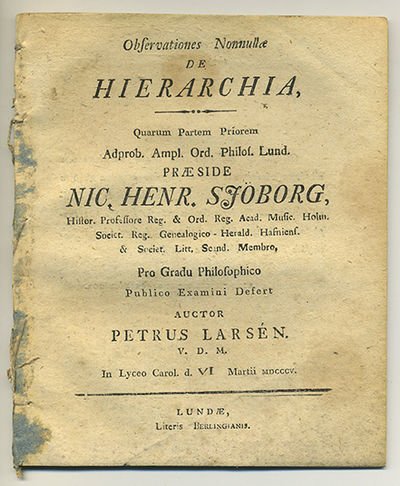 Observationes Nonnullæ
DE
HIERARCHIA,
Quarum Partem Priorem
Adprob. Ampl. Ord. Philos. Lund.
PRÆSIDE
NIC. HENR. SJÖBORG,
Histor. Professore Reg. & Ord. Reg. Acad. Music. Holm.
Societ. Reg. Genealogico-Herald. Hafniens.
& Societ. Litt. Scand. Membro,
Pro Gradu Philosophico
Publico Examini Defert
AUCTOR
PETRUS LARSÉN.
V. D. M.
In Lyceo Carol. d. VI Martii MDCCCV.
LUNDÆ,
Literis BERLINGIANIS.